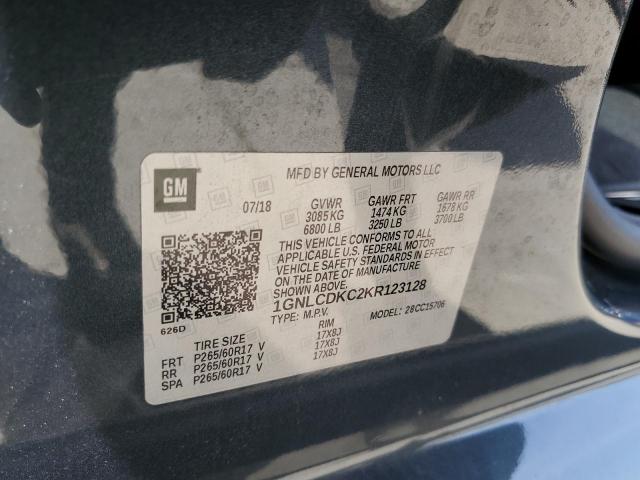 GM
MFD BY GENERAL MOTORS LLC
07/18
GVWR GAWR FRT GAWR RR
3085 KG 1474 KG 1678 KG
6800 LB 3250 LB 3700 LB
THIS VEHICLE CONFORMS TO ALL
APPLICABLE U.S. FEDERAL MOTOR
VEHICLE SAFETY STANDARDS IN EFFECT
ON THE DATE OF MANUFACTURE
SHOWN ABOVE.
1GNLCDKC2KR123128
TYPE: M.P.V. MODEL: 28CC15706
626D
TIRE SIZE RIM
FRT P265/60R17 V 17X8J
RR P265/60R17 V 17X8J
SPA P265/60R17 V 17X8J